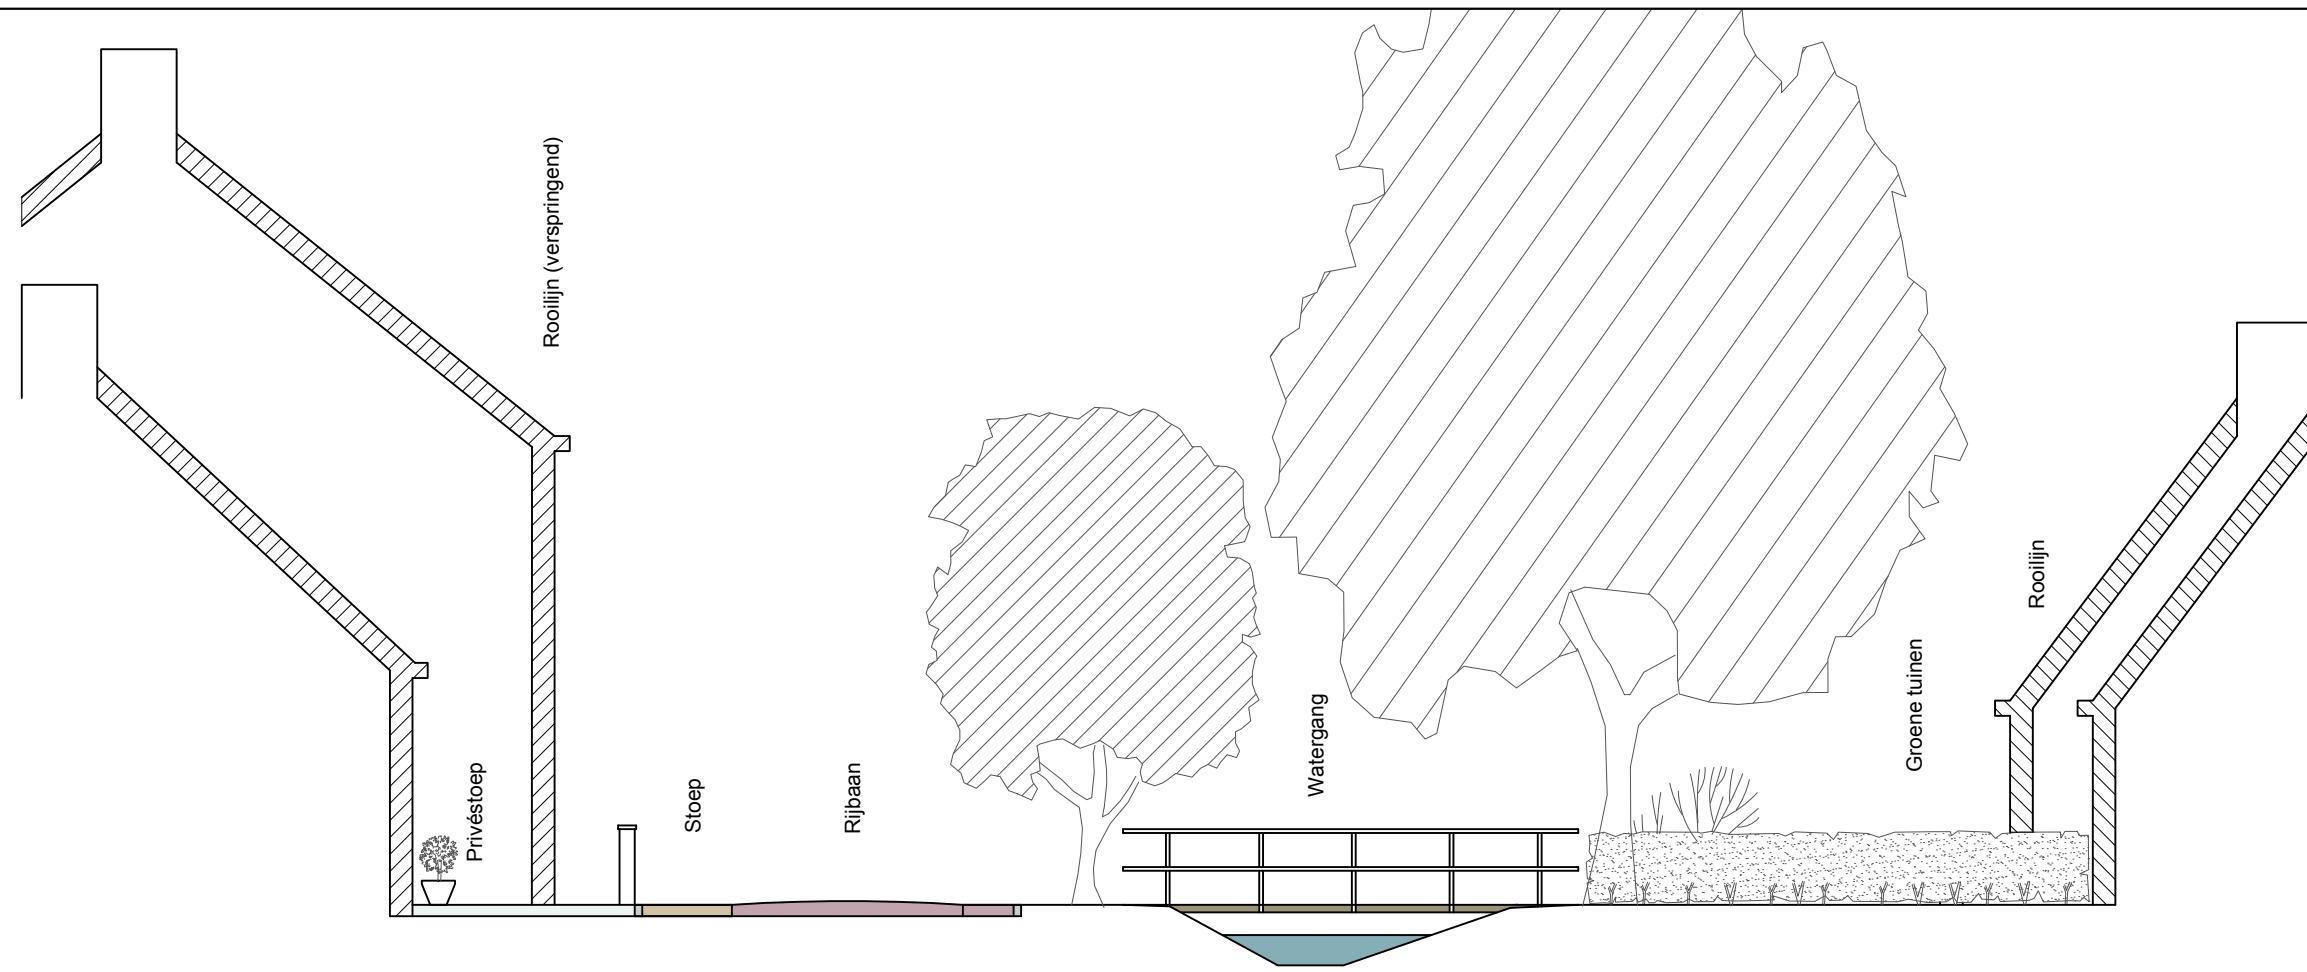 Rooilijn (verspringend)
Privéstoep
Stoep
Rijbaan
Watergang
Groene tuinen
Rooilijn